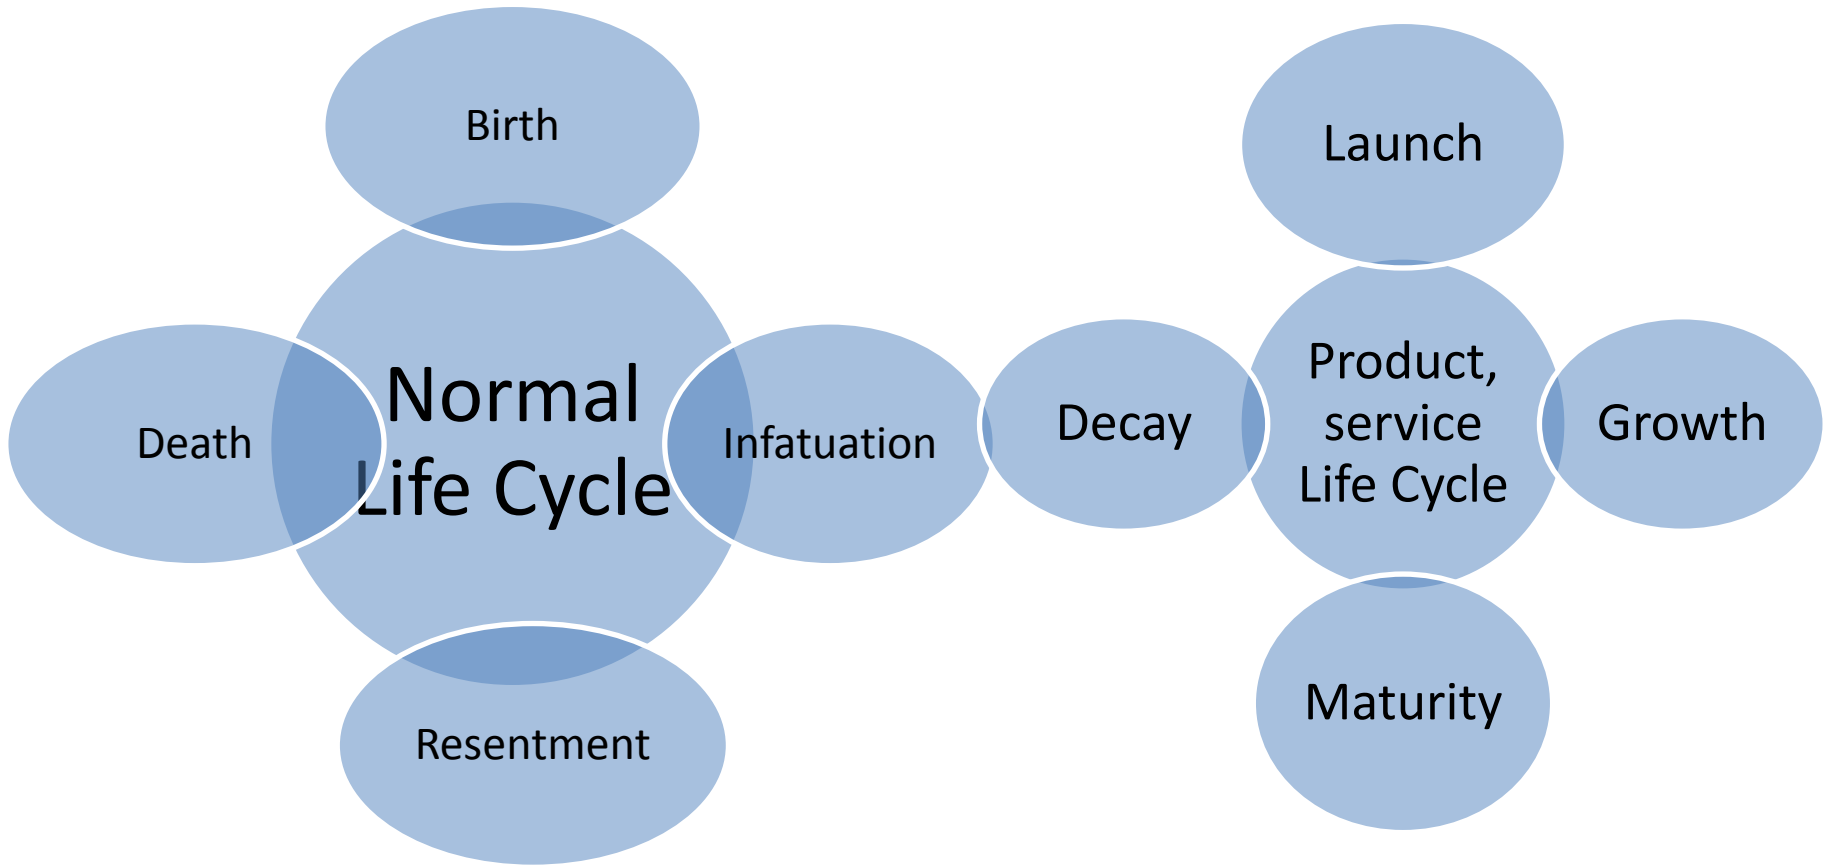 Birth
Normal
Life Cycle
Death
Infatuation
Resentment
Launch
Product,
service
Life Cycle
Decay
Growth
Maturity